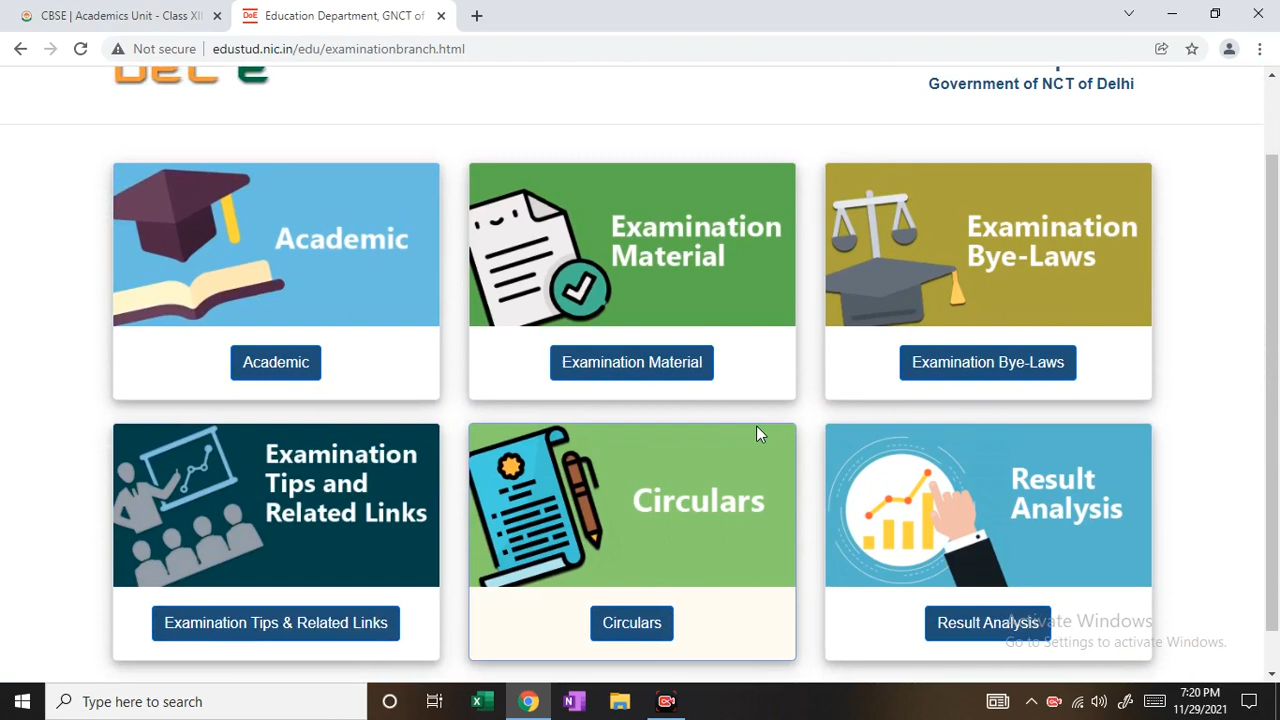 CBSE | Academics Unit - Class XII
DoE Education Department, GNCT of
Not secure edustud.nic.in/edu/examinationbranch.html
Government of NCT of Delhi
Academic
Examination
Material
Examination
Bye-Laws
Academic
Examination Material
Examination Bye-Laws
Examination
Tips and
Related Links
Circulars
Result
Analysis
Examination Tips & Related Links
Circulars
Result Analysis
Activate Windows
Go to Settings to activate Windows.
Type here to search
7:20 PM
11/29/2021